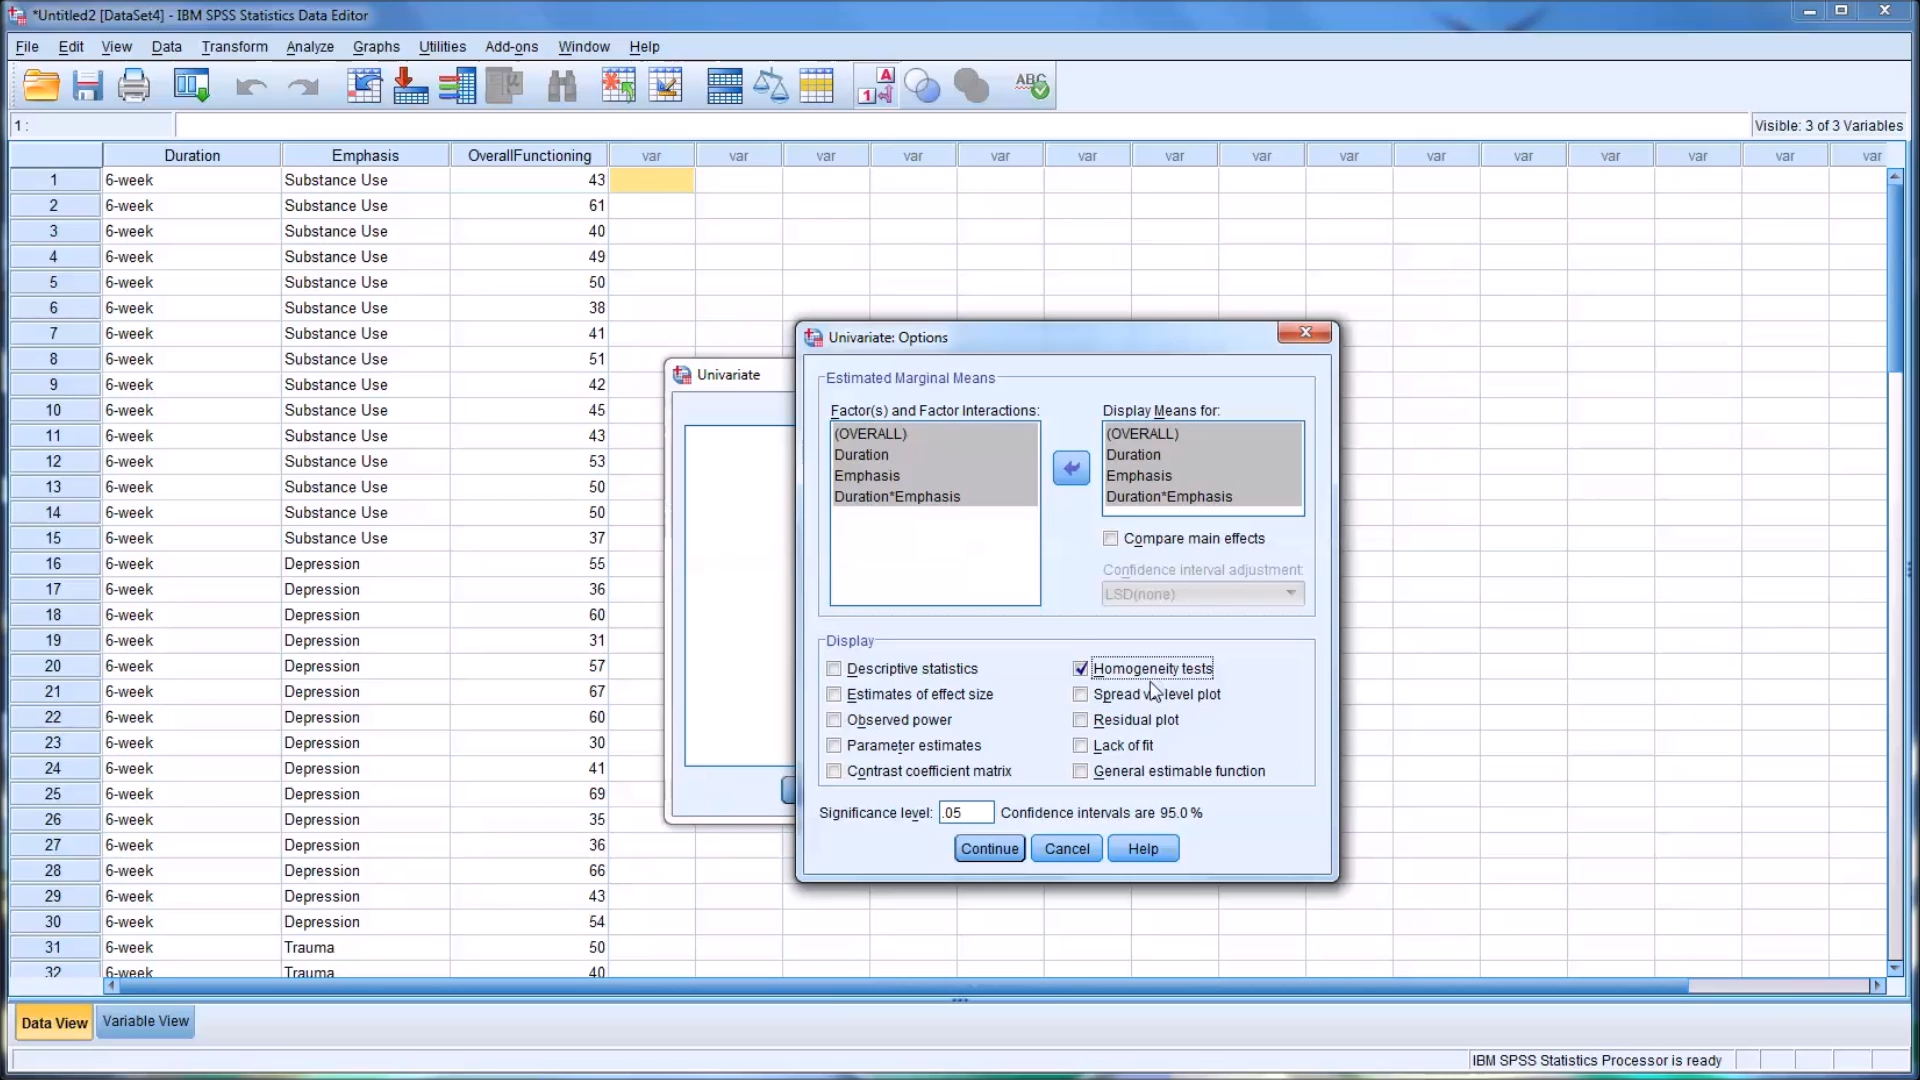 *Untitled2 [DataSet4] - IBM SPSS Statistics Data Editor
File Edit View Data Transform Analyze Graphs Utilities Add-ons Window Help
1 :
Visible: 3 of 3 Variables
Duration Emphasis OverallFunctioning var var var var var var var var var var var var var var var
1 6-week Substance Use 43
2 6-week Substance Use 61
3 6-week Substance Use 40
4 6-week Substance Use 49
5 6-week Substance Use 50
6 6-week Substance Use 38
7 6-week Substance Use 41
8 6-week Substance Use 51
9 6-week Substance Use 42
10 6-week Substance Use 45
11 6-week Substance Use 43
12 6-week Substance Use 53
13 6-week Substance Use 50
14 6-week Substance Use 50
15 6-week Substance Use 37
16 6-week Depression 55
17 6-week Depression 36
18 6-week Depression 60
19 6-week Depression 31
20 6-week Depression 57
21 6-week Depression 67
22 6-week Depression 60
23 6-week Depression 30
24 6-week Depression 41
25 6-week Depression 69
26 6-week Depression 35
27 6-week Depression 36
28 6-week Depression 66
29 6-week Depression 43
30 6-week Depression 54
31 6-week Trauma 50
32 6-week Trauma 40
Univariate
Univariate: Options
Estimated Marginal Means
Factor(s) and Factor Interactions:
(OVERALL)
Duration
Emphasis
Duration*Emphasis
Display Means for:
(OVERALL)
Duration
Emphasis
Duration*Emphasis
Compare main effects
Confidence interval adjustment:
LSD(none)
Display
Descriptive statistics
Estimates of effect size
Observed power
Parameter estimates
Contrast coefficient matrix
Homogeneity tests
Spread level plot
Residual plot
Lack of fit
General estimable function
Significance level: .05 Confidence intervals are 95.0 %
Continue Cancel Help
Data View Variable View
IBM SPSS Statistics Processor is ready